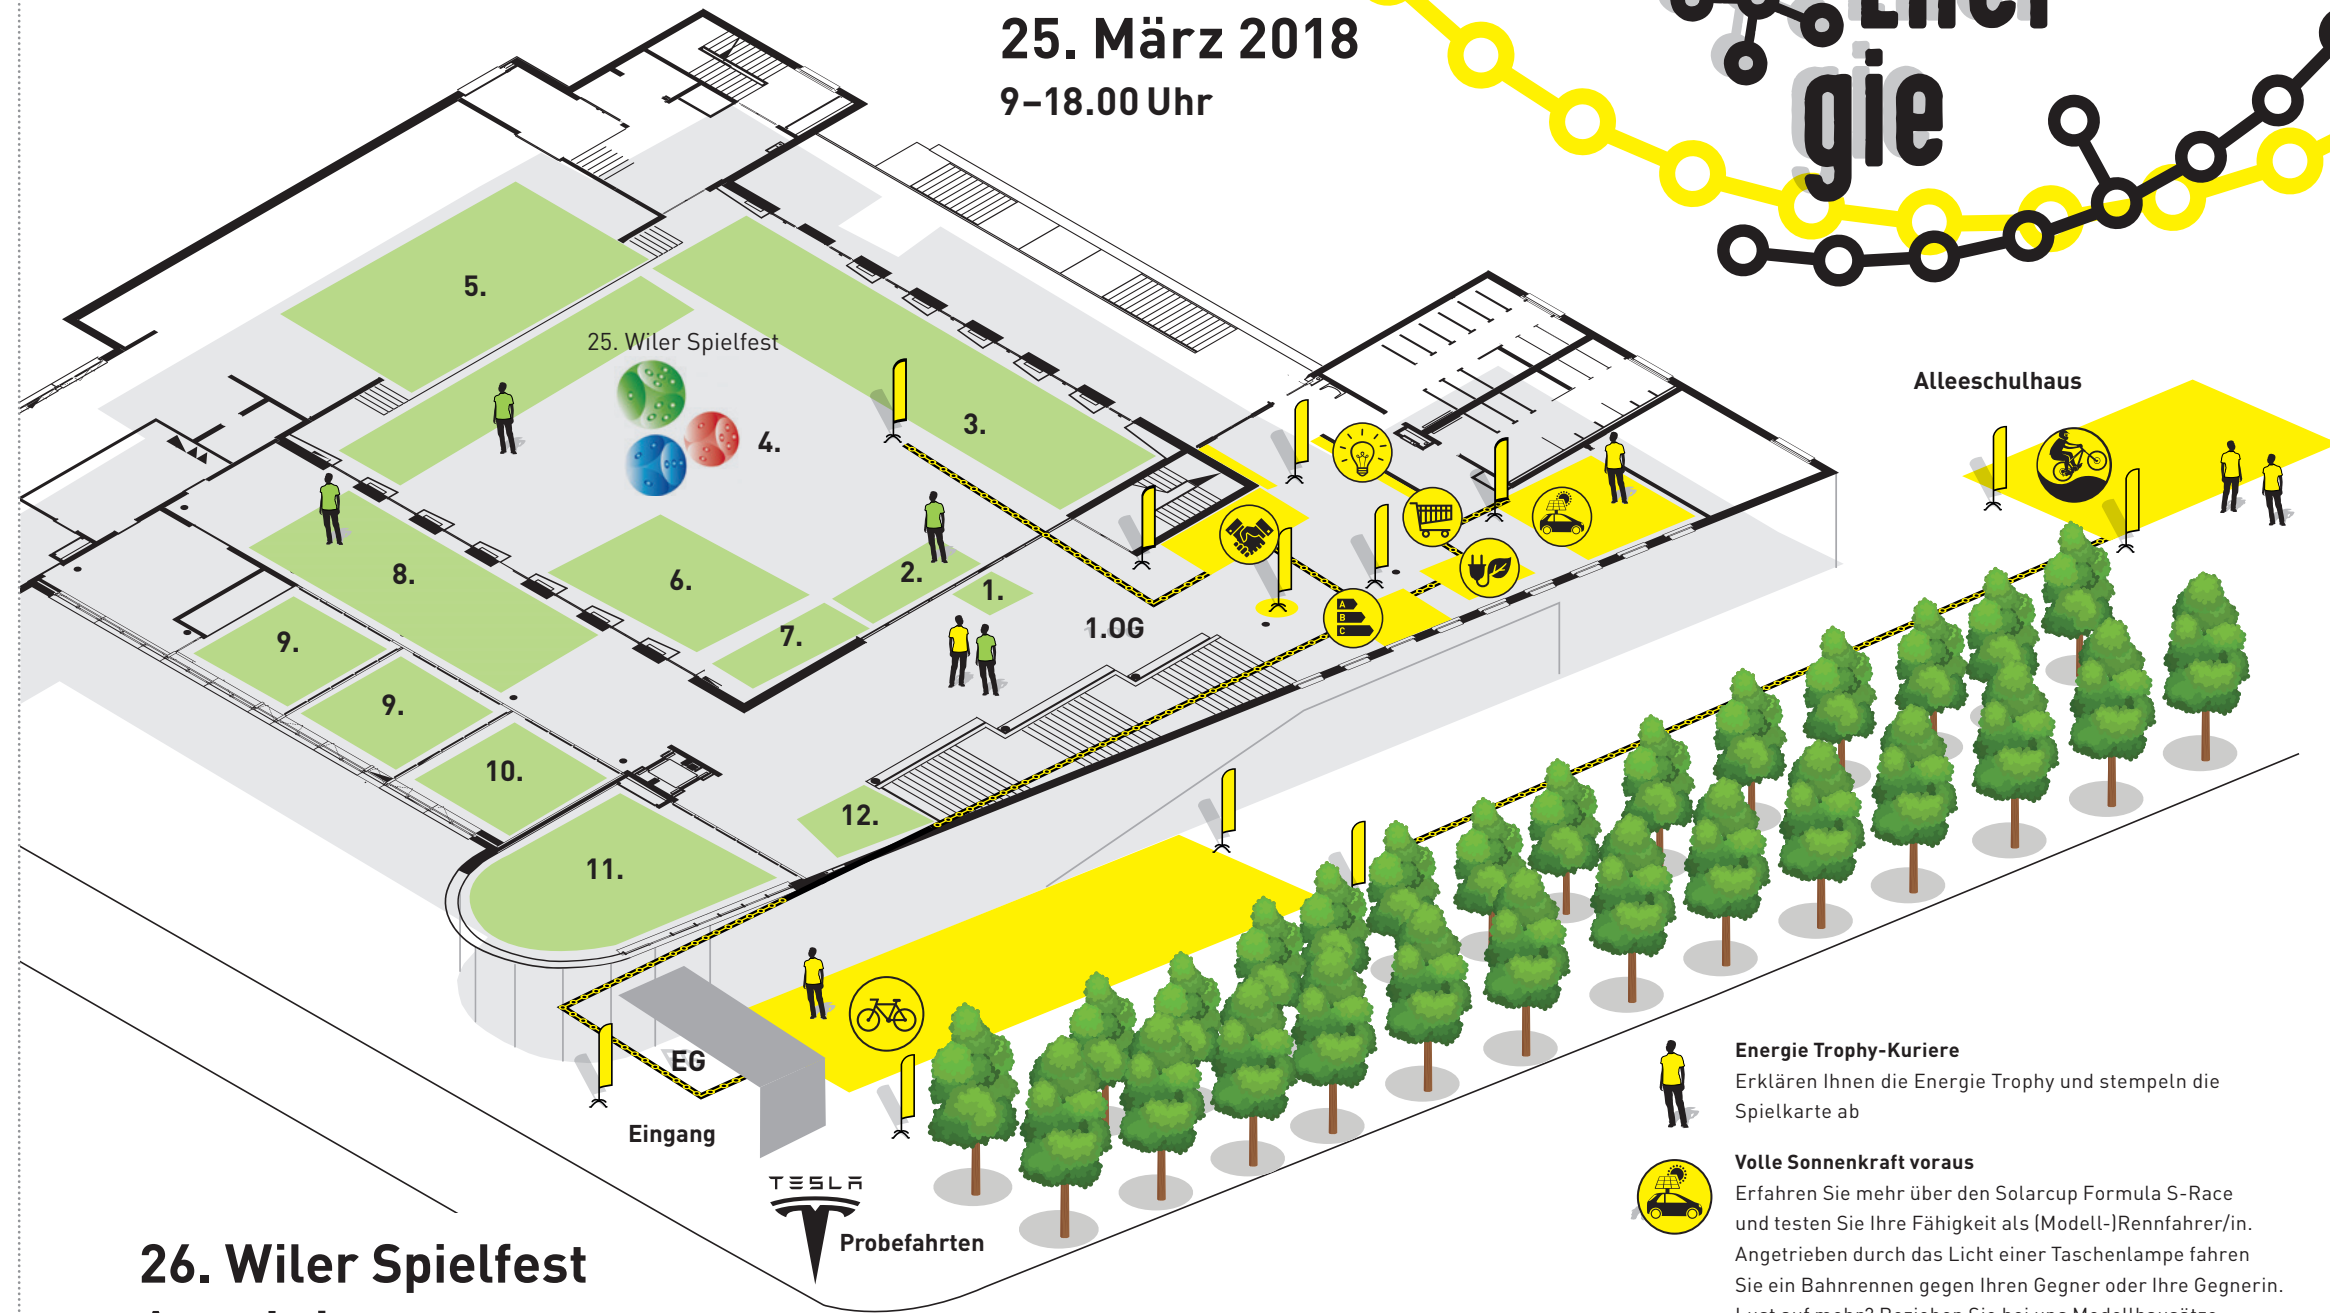 25. März 2018
9–18.00 Uhr
gie
5.
25. Wiler Spielfest
3.
4.
Alleeschulhaus
8.
6.
2.
1.
7.
9.
1.OG
A
B
C
9.
10.
12.
11.
EG
Eingang
TESLA
Probefahrten
Energie Trophy-Kuriere
Erklären Ihnen die Energie Trophy und stempeln die
Spielkarte ab
Volle Sonnenkraft voraus
Erfahren Sie mehr über den Solarcup Formula S-Race
und testen Sie Ihre Fähigkeit als (Modell-)Rennfahrer/in.
Angetrieben durch das Licht einer Taschenlampe fahren
Sie ein Bahnrennen gegen Ihren Gegner oder Ihre Gegnerin.
26. Wiler Spielfest